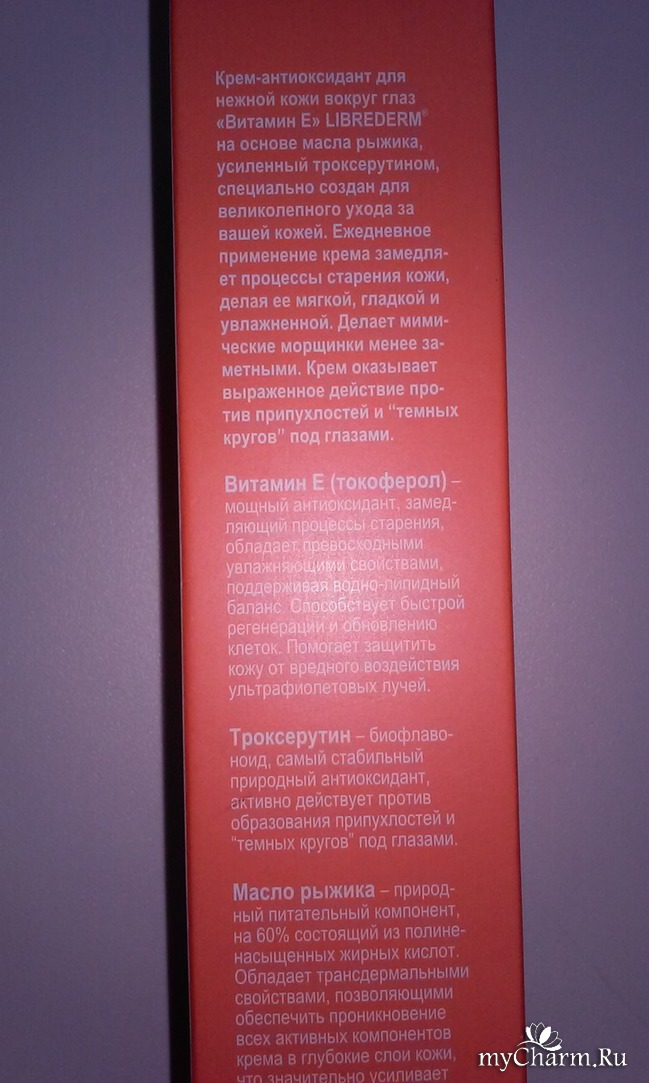 Крем-антиоксидант для
нежной кожи вокруг глаз
«Витамин Е» LIBREDERM®
на основе масла рыжика,
усиленный троксерутином,
специально создан для
великолепного ухода за
вашей кожей. Ежедневное
применение крема замедля-
ет процессы старения кожи,
делая ее мягкой, гладкой и
увлажненной. Делает мими-
ческие морщинки менее за-
метными. Крем оказывает
выраженное действие про-
тив припухлостей и “темных
кругов” под глазами.
Витамин Е (токоферол) –
мощный антиоксидант, замед-
ляющий процессы старения,
обладает превосходными
увлажняющими свойствами,
поддерживая водно-липидный
баланс. Способствует быстрой
регенерации и обновлению
клеток. Помогает защитить
кожу от вредного воздействия
ультрафиолетовых лучей.
Троксерутин – биофлаво-
ноид, самый стабильный
природный антиоксидант,
активно действует против
образования припухлостей и
“темных кругов” под глазами.
Масло рыжика – природ-
ный питательный компонент,
на 60% состоящий из полине-
насыщенных жирных кислот.
Обладает трансдермальными
свойствами, позволяющими
обеспечить проникновение
всех активных компонентов
крема в глубокие слои кожи,
что значительно усиливает
myCharm.Ru